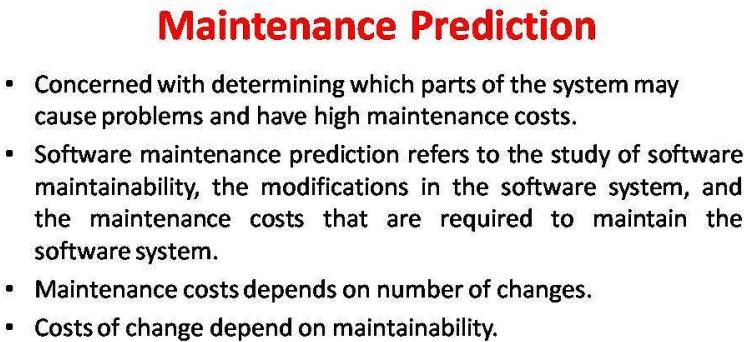 Maintenance Prediction
• Concerned with determining which parts of the system may
cause problems and have high maintenance costs.
• Software maintenance prediction refers to the study of software
maintainability, the modifications in the software system, and
the maintenance costs that are required to maintain the
software system.
• Maintenance costs depends on number of changes.
• Costs of change depend on maintainability.